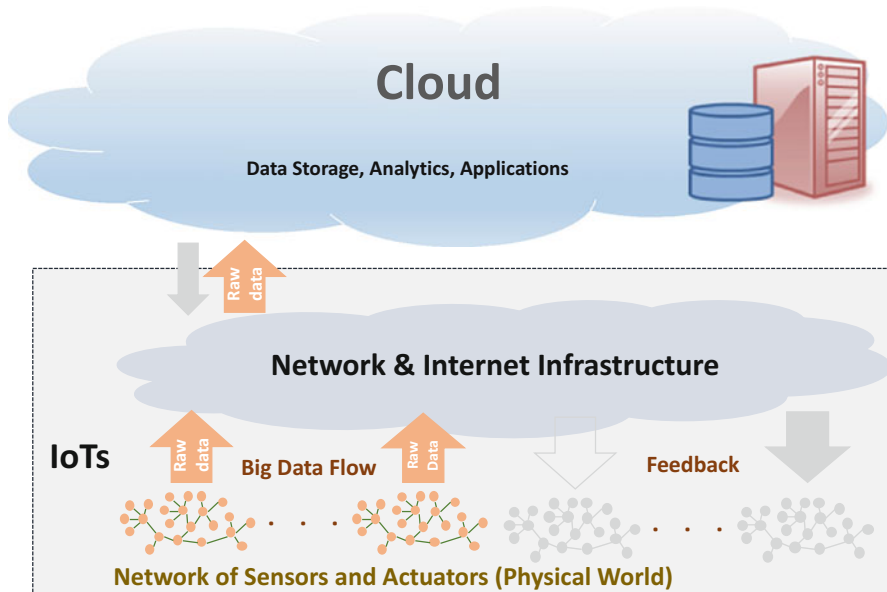 Cloud
Data Storage, Analytics, Applications
Raw
data
Network & Internet Infrastructure
IoTs
Raw
data
Big Data Flow
Raw
Data
Feedback
Network of Sensors and Actuators (Physical World)